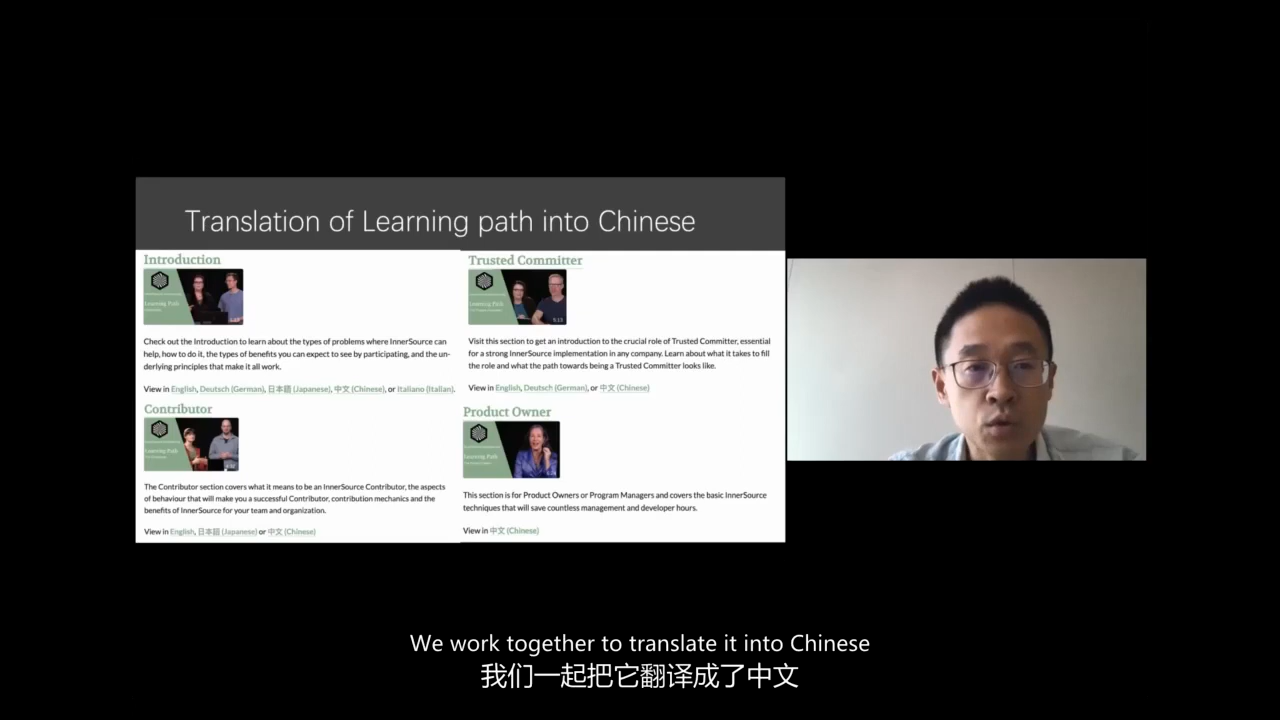 Translation of Learning path into Chinese
Introduction
Learning Path
Check out the Introduction to learn about the types of problems where InnerSource can
help, how to do it, the types of benefits you can expect to see by participating, and the un-
derlying principles that make it all work.
View in English, Deutsch (German), 日本語 (Japanese), 中文 (Chinese), or Italiano (Italian).
Contributor
Learning Path
4:32
The Contributor section covers what it means to be an InnerSource Contributor, the aspects
of behaviour that will make you a successful Contributor, contribution mechanics and the
benefits of InnerSource for your team and organization.
View in English, 日本語 (Japanese) or 中文 (Chinese)
Trusted Committer
Learning Path
5:13
Visit this section to get an introduction to the crucial role of Trusted Committer, essential
for a strong InnerSource implementation in any company. Learn about what it takes to fill
the role and what the path towards being a Trusted Committer looks like.
View in English, Deutsch (German), or 中文 (Chinese)
Product Owner
Learning Path
This section is for Product Owners or Program Managers and covers the basic InnerSource
techniques that will save countless management and developer hours.
View in 中文 (Chinese)
We work together to translate it into Chinese
我们一起把它翻译成了中文